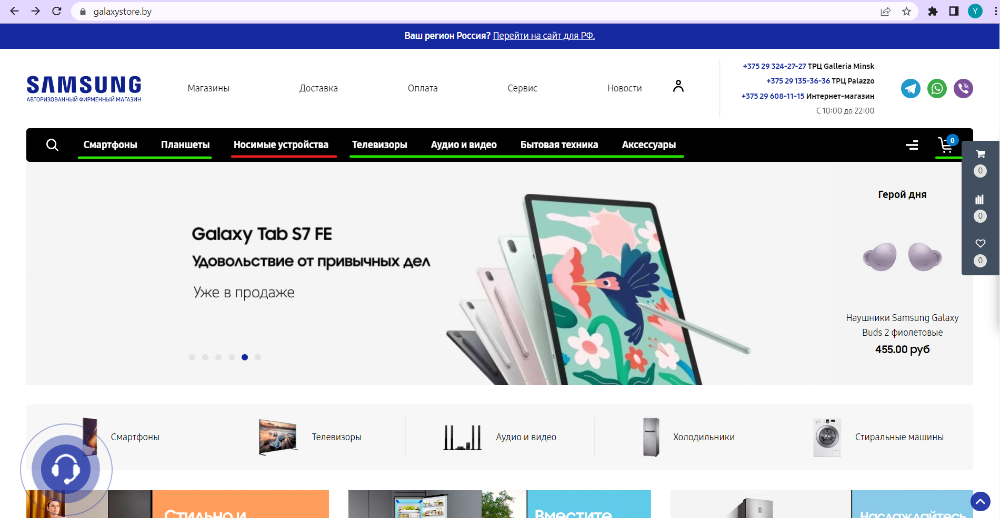 galaxystore.by
Y
Ваш регион Россия? Перейти на сайт для РФ.
SAMSUNG
АВТОРИЗОВАННЫЙ ФИРМЕННЫЙ МАГАЗИН
Магазины
Доставка
Оплата
Сервис
Новости
+375 29 324-27-27 ТРЦ Galleria Minsk
+375 29 135-36-36 ТРЦ Palazzo
+375 29 608-11-15 Интернет-магазин
С 10:00 до 22:00
Смартфоны
Планшеты
Носимые устройства
Телевизоры
Аудио и видео
Бытовая техника
Аксессуары
0
0
0
0
Galaxy Tab S7 FE
Удовольствие от привычных дел
Уже в продаже
Герой дня
Наушники Samsung Galaxy
Buds 2 фиолетовые
455.00 руб
Смартфоны
Телевизоры
Аудио и видео
Холодильники
Стиральные машины
Стильно и
Вместите
Наслаждайтесь